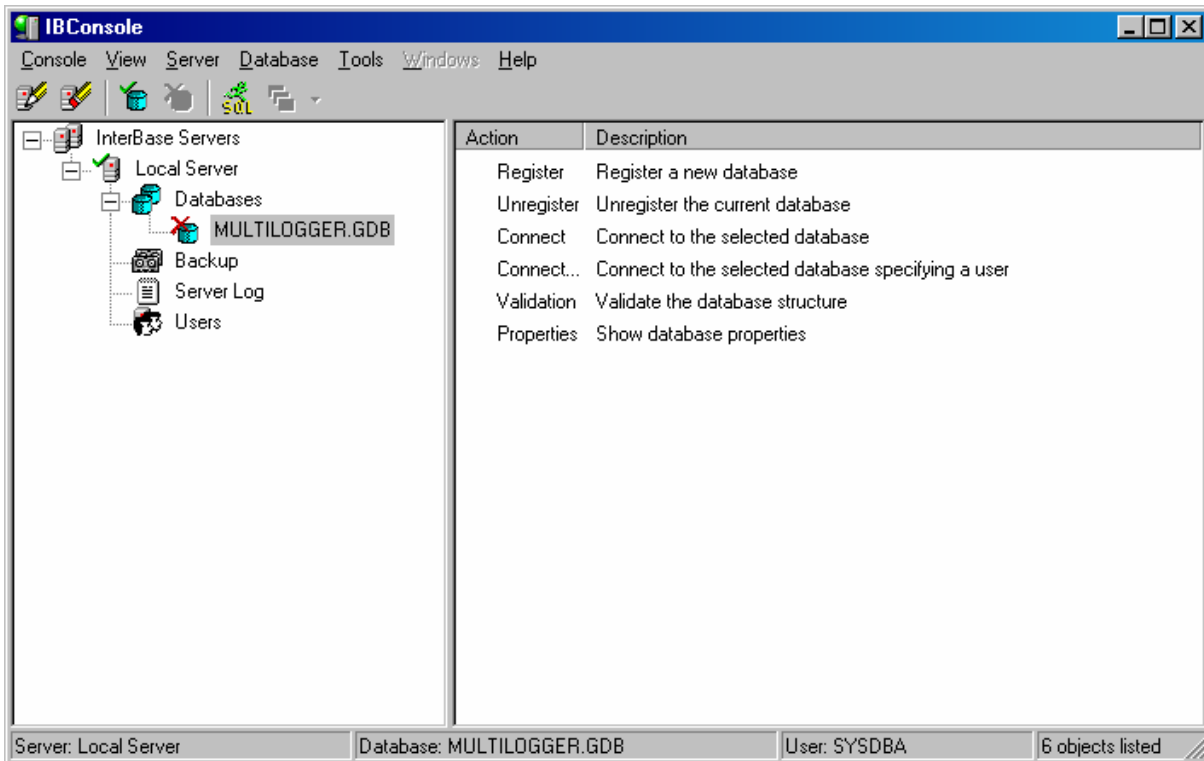 IBConsole
Console View Server Database Tools Windows Help
SQL
InterBase Servers
Local Server
Databases
MULTILOGGER.GDB
Backup
Server Log
Users
Action Description
Register Register a new database
Unregister Unregister the current database
Connect Connect to the selected database
Connect... Connect to the selected database specifying a user
Validation Validate the database structure
Properties Show database properties
Server: Local Server Database: MULTILOGGER.GDB User: SYSDBA 6 objects listed